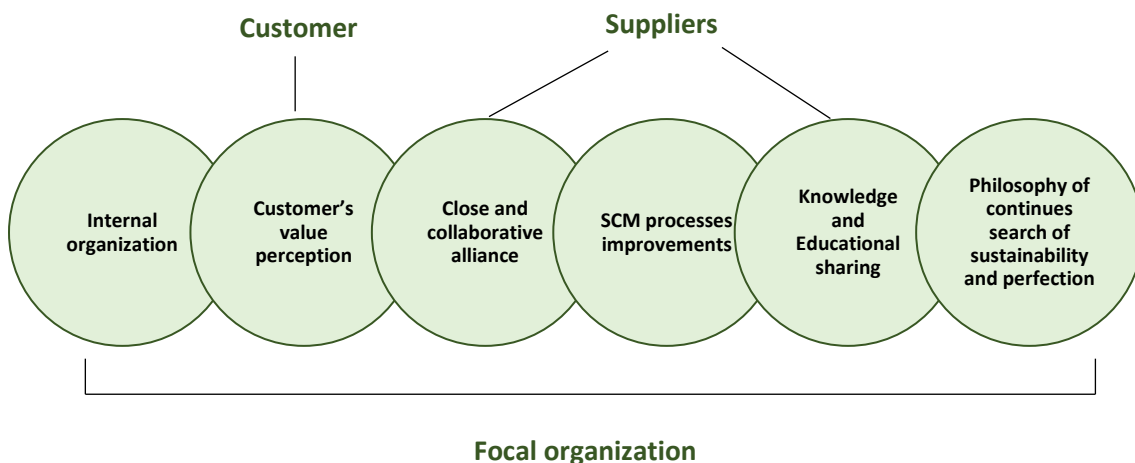 Customer
Suppliers
Internal
organization
Customer's
value
perception
Close and
collaborative
alliance
SCM processes
improvements
Knowledge
and
Educational
sharing
Philosophy of
continues
search of
sustainability
and perfection
Focal organization